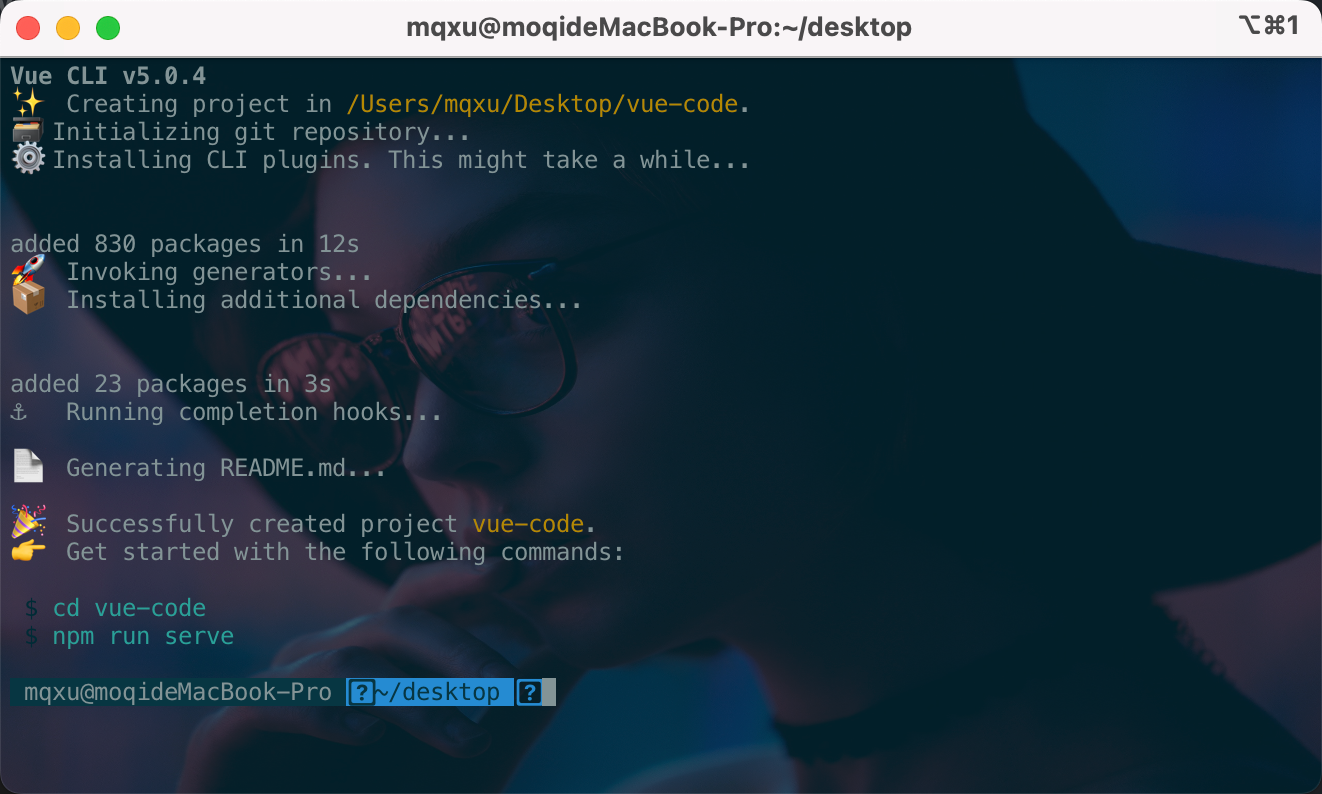 mqxu@moqideMacBook-Pro:~/desktop
⌥⌘1
Vue CLI v5.0.4
✨ Creating project in /Users/mqxu/Desktop/vue-code.
🗃 Initializing git repository...
⚙️ Installing CLI plugins. This might take a while...
added 830 packages in 12s
🚀 Invoking generators...
📦 Installing additional dependencies...
added 23 packages in 3s
⚓ Running completion hooks...
📄 Generating README.md...
🎉 Successfully created project vue-code.
👉 Get started with the following commands:
$ cd vue-code
$ npm run serve
mqxu@moqideMacBook-Pro ?~/desktop ?